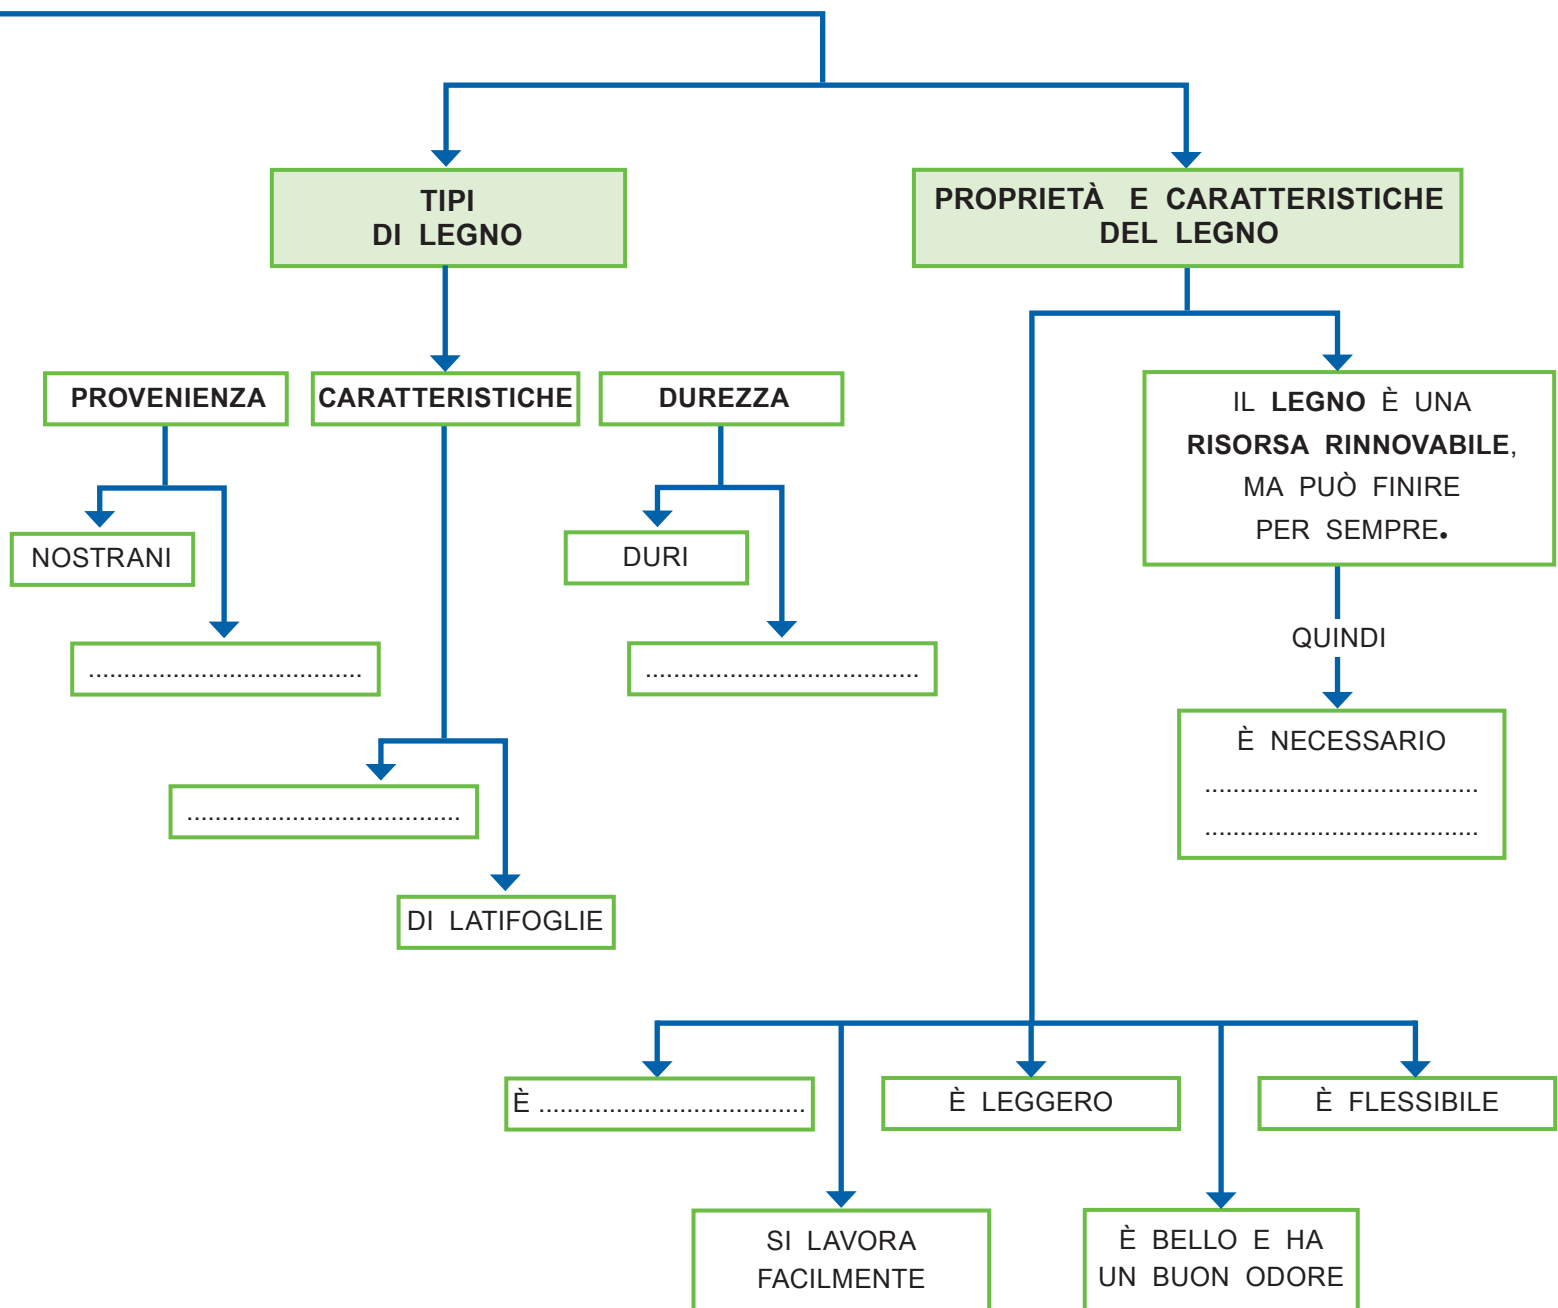 TIPI
DI LEGNO
PROPRIETÀ E CARATTERISTICHE
DEL LEGNO
PROVENIENZA
CARATTERISTICHE
DUREZZA
IL LEGNO È UNA
RISORSA RINNOVABILE,
MA PUÒ FINIRE
PER SEMPRE.
NOSTRANI
DURI
QUINDI
.......................................
.......................................
È NECESSARIO
.......................................
.......................................
.......................................
DI LATIFOGLIE
È ......................................
È LEGGERO
È FLESSIBILE
SI LAVORA
FACILMENTE
È BELLO E HA
UN BUON ODORE